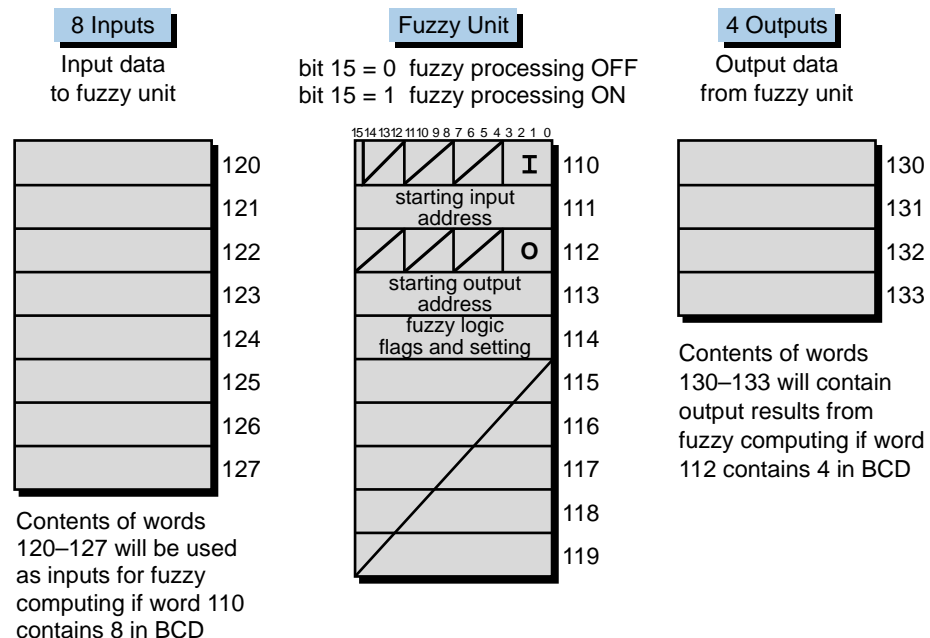 8 Inputs
Input data
to fuzzy unit
120
121
122
123
124
125
126
127
Contents of words
120–127 will be used
as inputs for fuzzy
computing if word 110
contains 8 in BCD
Fuzzy Unit
bit 15 = 0 fuzzy processing OFF
bit 15 = 1 fuzzy processing ON
15 14 13 12 11 10 9 8 7 6 5 4 3 2 1 0
I
110
starting input
address
111
O
112
starting output
address
113
fuzzy logic
flags and setting
114
115
116
117
118
119
4 Outputs
Output data
from fuzzy unit
130
131
132
133
Contents of words
130–133 will contain
output results from
fuzzy computing if word
112 contains 4 in BCD